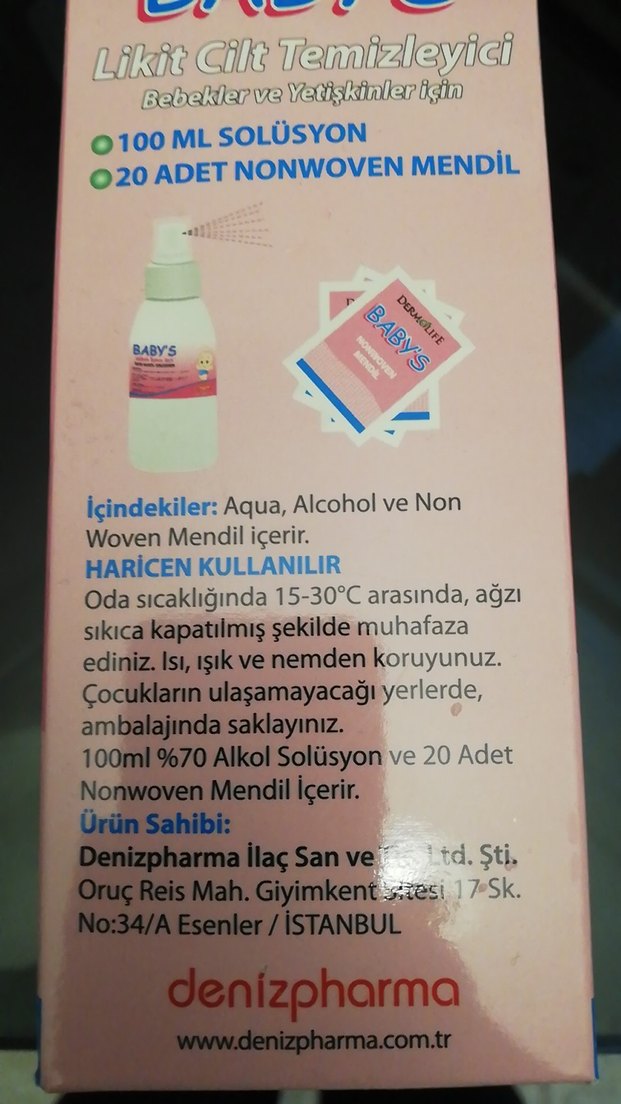 BABY'S
Likit Cilt Temizleyici
Bebekler ve Yetişkinler için
100 ML SOLÜSYON
20 ADET NONWOVEN MENDİL
BABY'S
DERMOLIFE
BABY'S
NONWOVEN
MENDİL
İçindekiler: Aqua, Alcohol ve Non
Woven Mendil içerir.
HARİCEN KULLANILIR
Oda sıcaklığında 15-30°C arasında, ağzı
sıkıca kapatılmış şekilde muhafaza
ediniz. Isı, ışık ve nemden koruyunuz.
Çocukların ulaşamayacağı yerlerde,
ambalajında saklayınız.
100ml %70 Alkol Solüsyon ve 20 Adet
Nonwoven Mendil İçerir.
Ürün Sahibi:
Denizpharma İlaç San ve Ltd. Şti.
Oruç Reis Mah. Giyimkent Sitesi 17 Sk.
No:34/A Esenler / İSTANBUL
denizpharma
www.denizpharma.com.tr